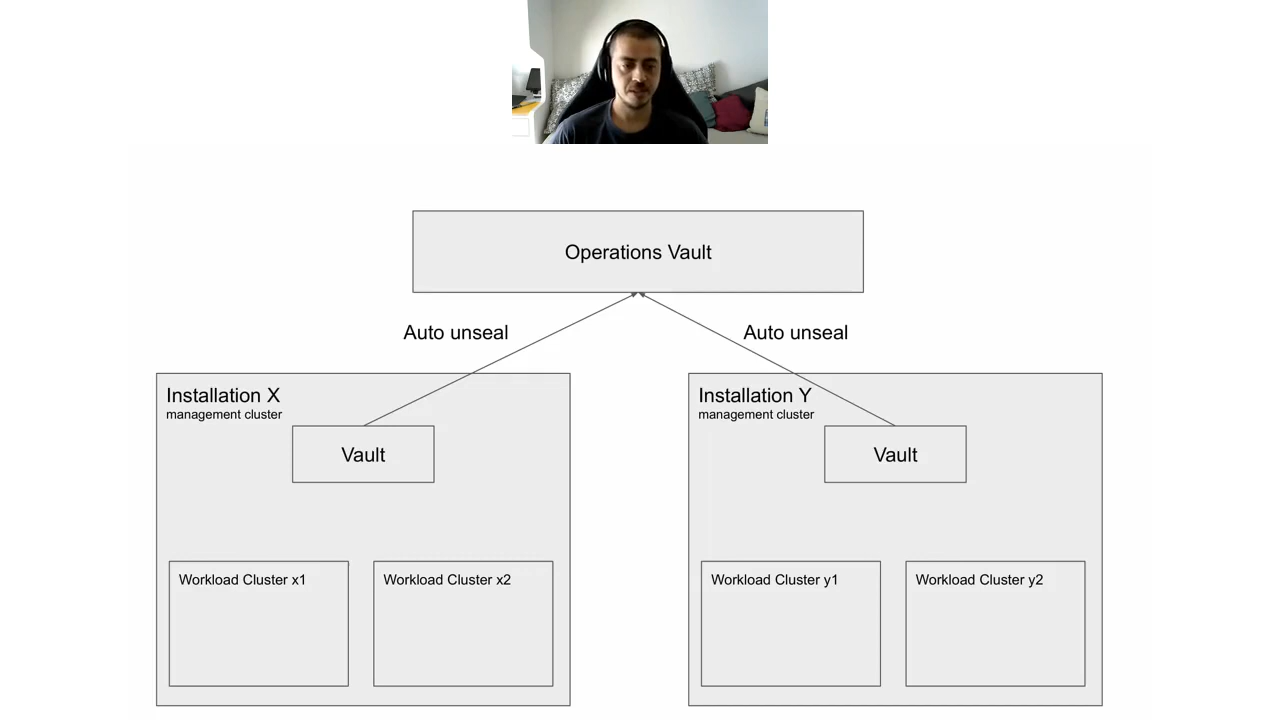 Operations Vault
Auto unseal
Auto unseal
Installation X
management cluster
Vault
Workload Cluster x1
Workload Cluster x2
Installation Y
management cluster
Vault
Workload Cluster y1
Workload Cluster y2